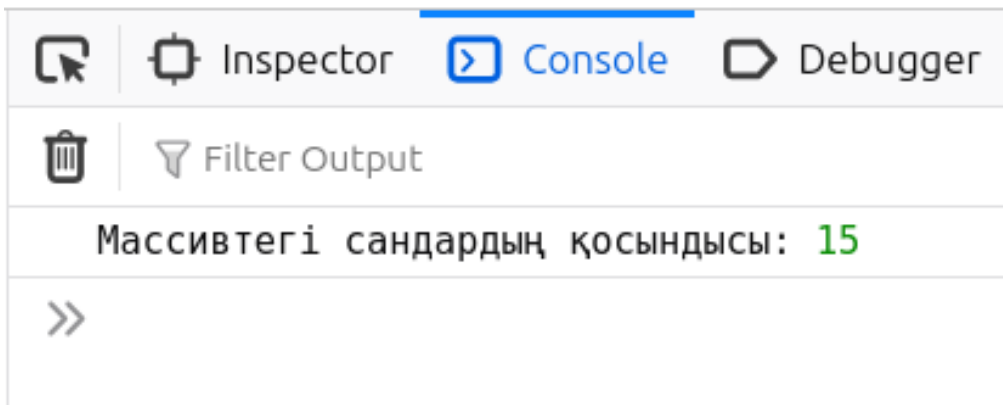 Inspector Console Debugger
Filter Output
Массивтегі сандардың қосындысы: 15